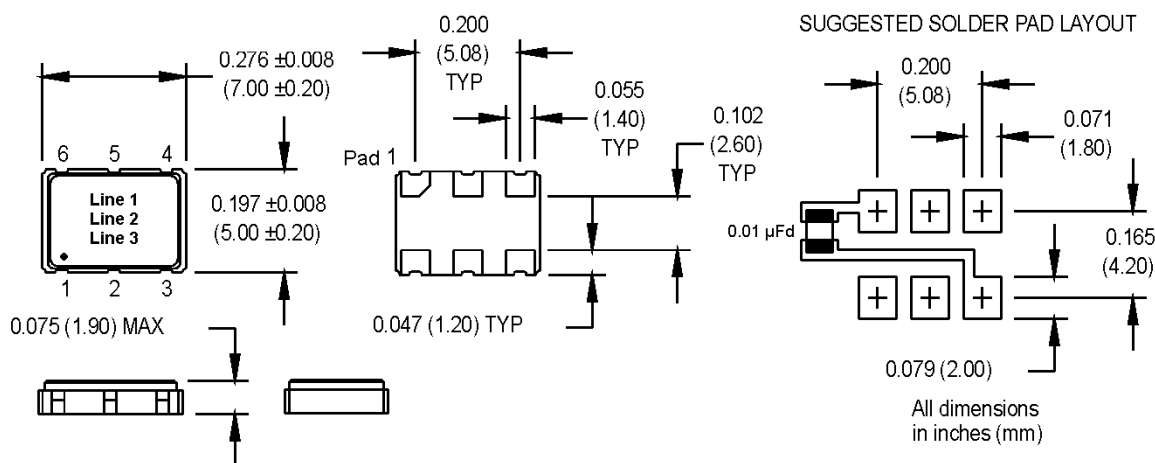 0.276 ±0.008
(7.00 ±0.20)
6 5 4
Line 1
Line 2
Line 3
1 2 3
0.197 ±0.008
(5.00 ±0.20)
0.075 (1.90) MAX
0.200
(5.08)
TYP
0.055
(1.40)
TYP
0.102
(2.60)
TYP
Pad 1
0.047 (1.20) TYP
SUGGESTED SOLDER PAD LAYOUT
0.200
(5.08)
0.071
(1.80)
0.01 µFd
0.165
(4.20)
0.079 (2.00)
All dimensions
in inches (mm)